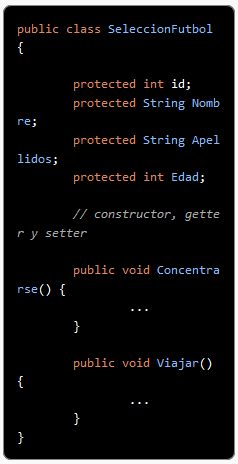 public class SeleccionFutbol
{
protected int id;
protected String Nomb
re;
protected String Apel
lidos;
protected int Edad;
// constructor, gette
r y setter
public void Concentra
rse() {
...
}
public void Viajar()
{
...
}
}